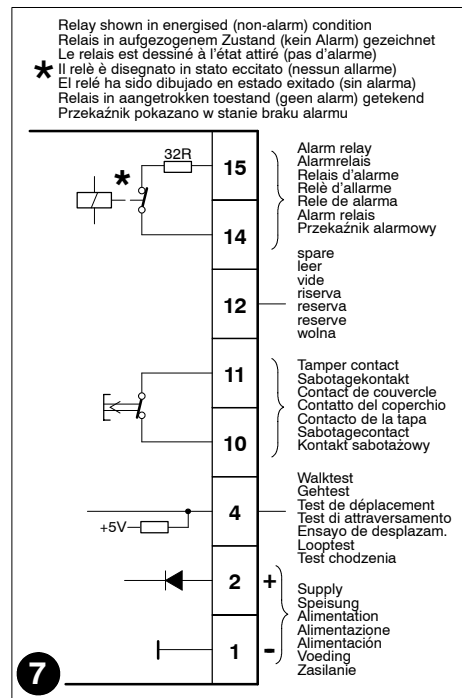 Relay shown in energised (non-alarm) condition
Relais in aufgezogenem Zustand (kein Alarm) gezeichnet
Le relais est dessiné à l'état attiré (pas d'alarme)
* Il relè è disegnato in stato eccitato (nessun allarme)
El relé ha sido dibujado en estado exitado (sin alarma)
Relais in aangetrokken toestand (geen alarm) getekend
Przekaźnik pokazano w stanie braku alarmu
32R
*
15
14
Alarm relay
Alarmrelais
Relais d'alarme
Relè d'allarme
Rele de alarma
Alarm relais
Przekaźnik alarmowy
12
spare
leer
vide
riserva
reserva
reserve
wolna
11
10
Tamper contact
Sabotagekontakt
Contact de couvercle
Contatto del coperchio
Contacto de la tapa
Sabotagecontact
Kontakt sabotażowy
+5V
4
Walktest
Gehtest
Test de déplacement
Test di attraversamento
Ensayo de desplazam.
Looptest
Test chodzenia
2 +
1 -
Supply
Speisung
Alimentation
Alimentazione
Alimentación
Voeding
Zasilanie
7